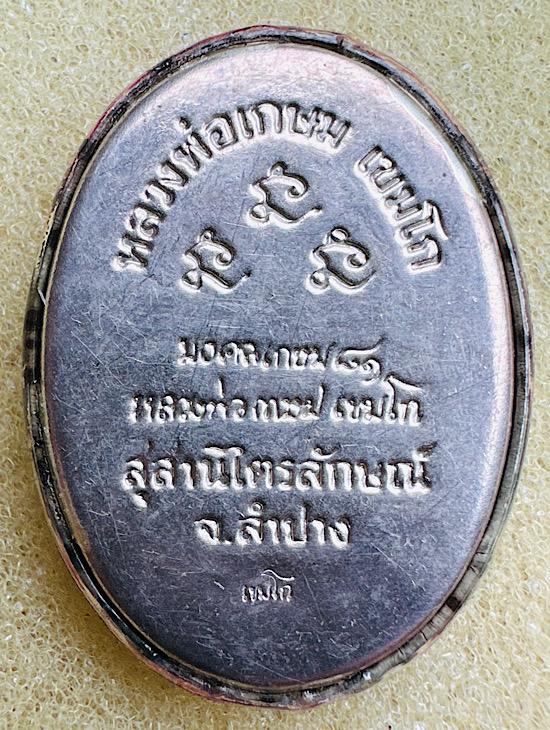 หลวงพ่อเกษม เขมโก
มงคลเกษม ๘๑
หลวงพ่อ เกษม เขมโก
สุสานไตรลักษณ์
จ.ลำปาง
เขมโก